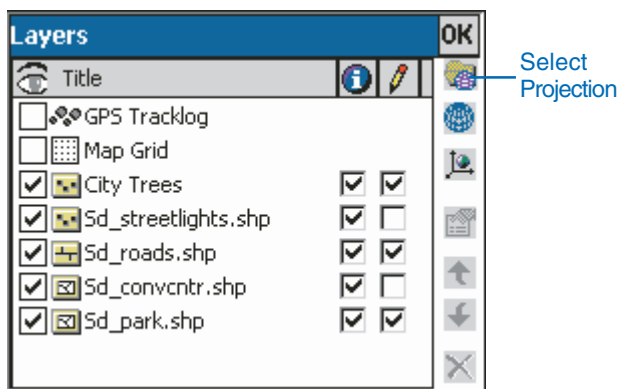 Layers
OK
Title
Select
Projection
GPS Tracklog
Map Grid
City Trees
Sd_streetlights.shp
Sd_roads.shp
Sd_convcntr.shp
Sd_park.shp